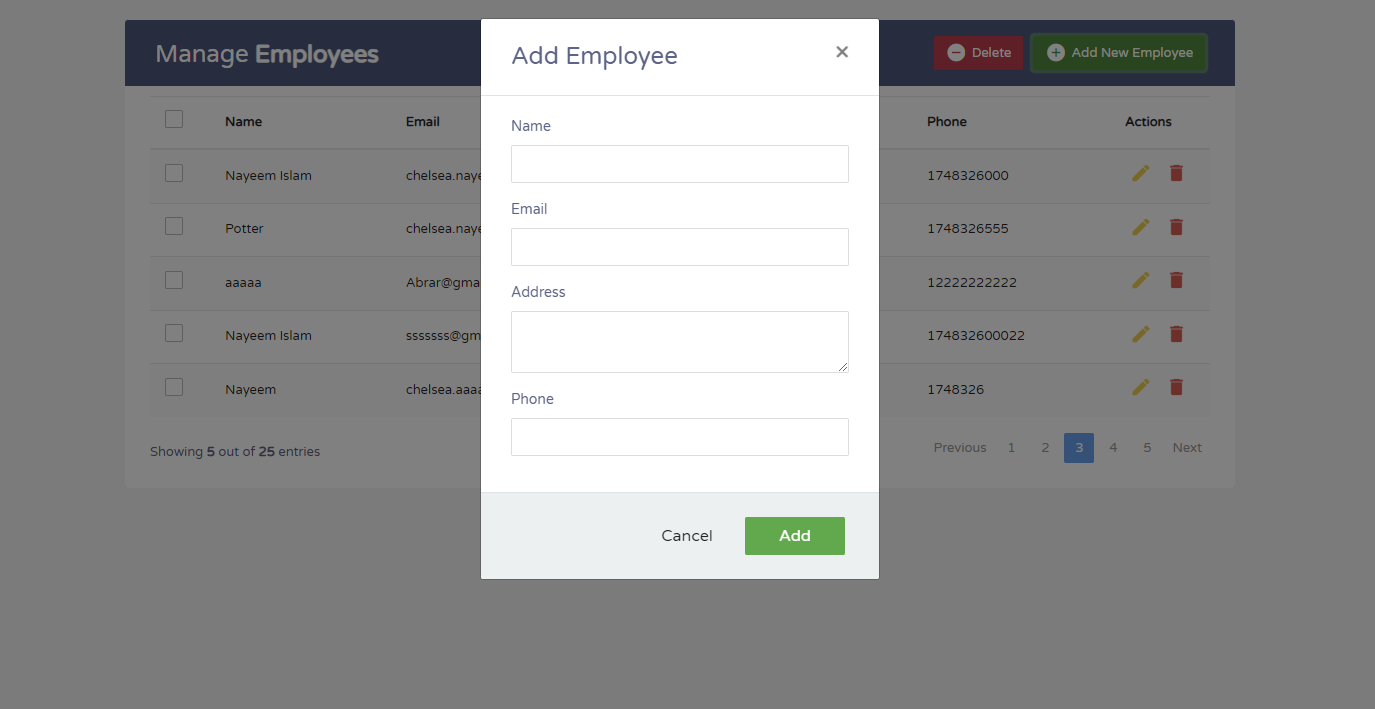 Manage Employees
Delete
Add New Employee
Name Email Phone Actions
Nayeem Islam chelsea.naye 1748326000
Potter chelsea.naye 1748326555
aaaaa Abrar@gma 12222222222
Nayeem Islam sssssss@gm 174832600022
Nayeem chelsea.aaaa 1748326
Showing 5 out of 25 entries
Previous 1 2 3 4 5 Next
Add Employee ×
Name
Email
Address
Phone
Cancel Add